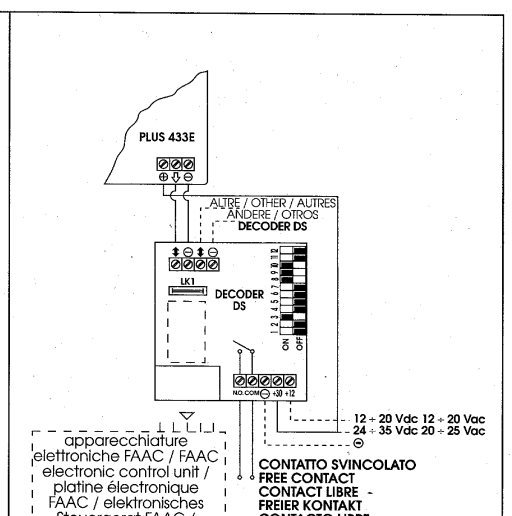 PLUS 433E
⊕ ⇩ ⊖
ALTRE / OTHER / AUTRES
ANDERE / OTROS
DECODER DS
LK1
DECODER
DS
1 2 3 4 5 6 7 8 9 10 11 12
ON
OFF
N.O. COM ⊖ +30 +12
12 ÷ 20 Vdc 12 ÷ 20 Vac
24 ÷ 35 Vdc 20 ÷ 25 Vac
⊖
apparecchiature
elettroniche FAAC / FAAC
electronic control unit /
platine électronique
FAAC / elektronisches
CONTATTO SVINCOLATO
FREE CONTACT
CONTACT LIBRE -
FREIER KONTAKT